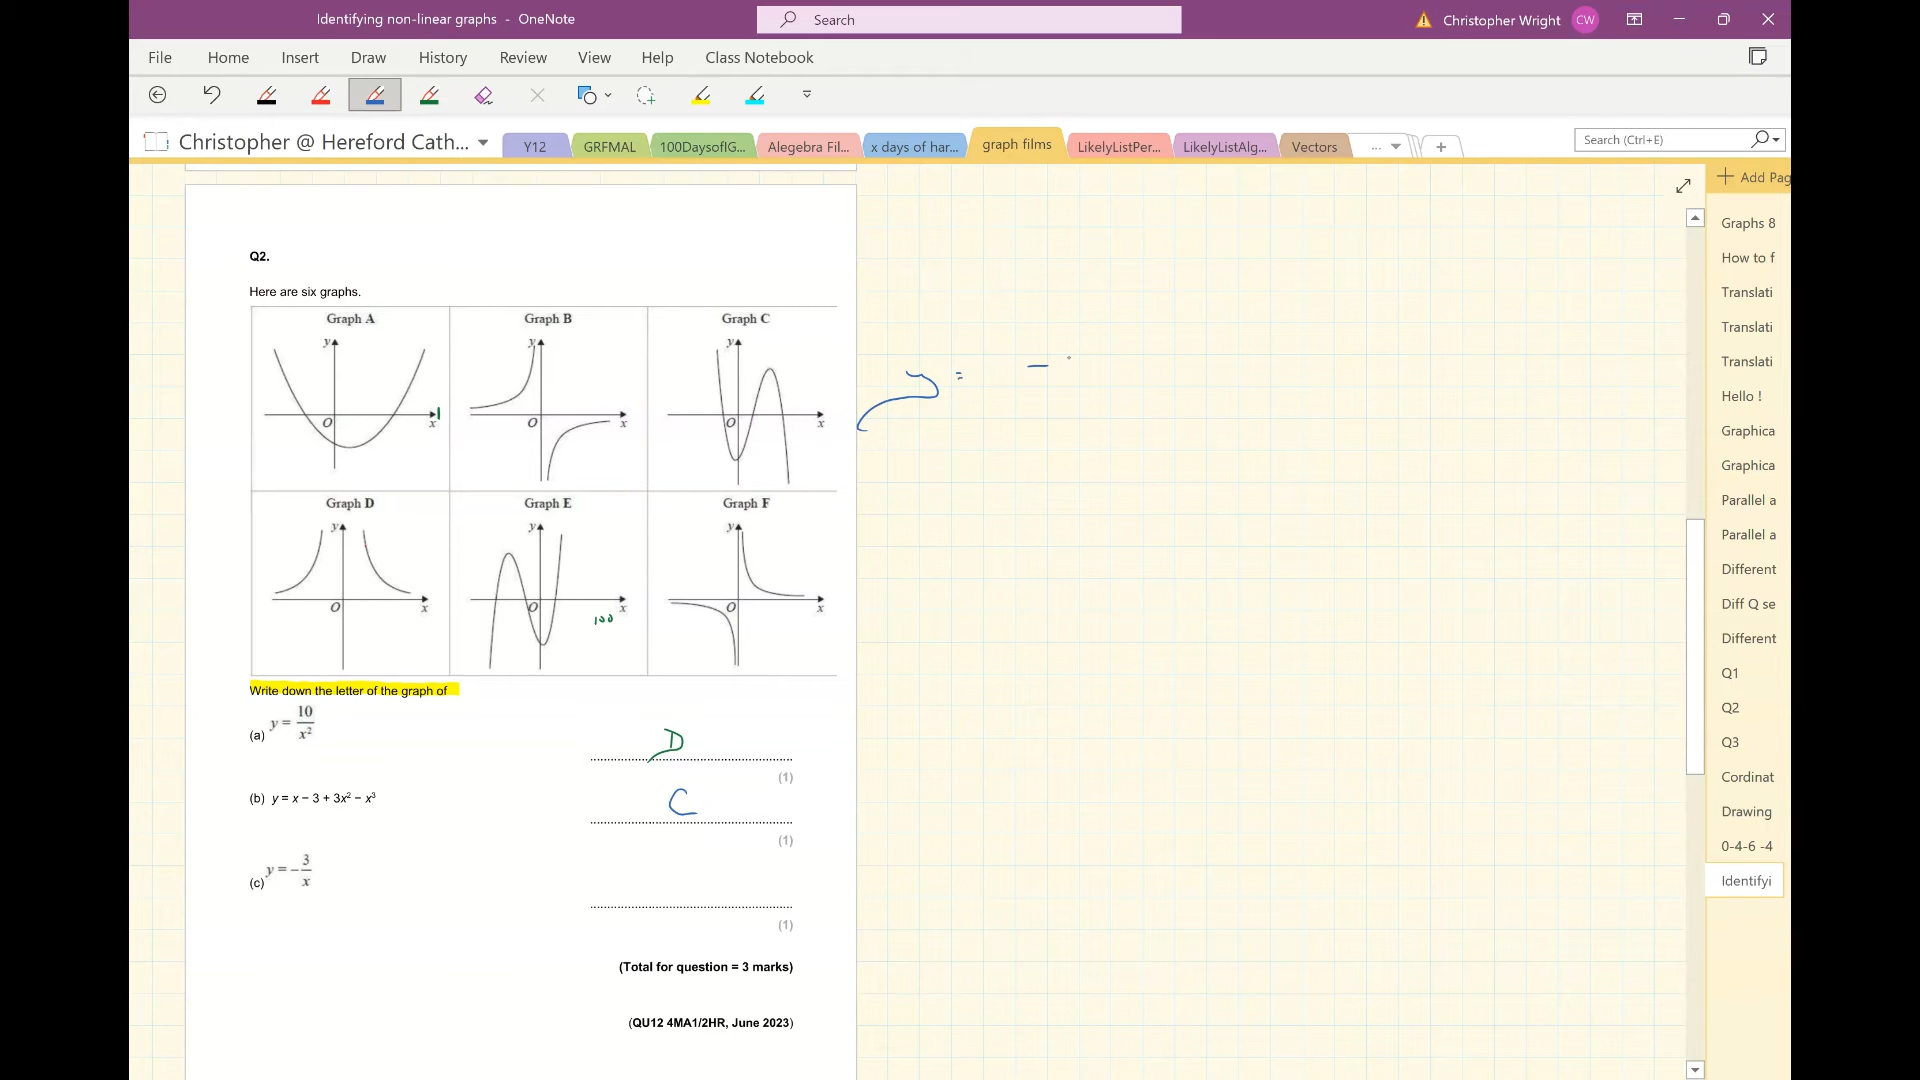 Identifying non-linear graphs - OneNote
Search
Christopher Wright CW
File Home Insert Draw History Review View Help Class Notebook
Christopher @ Hereford Cath...
Y12 GRFMAL 100DaysofIG... Alegebra Fil... x days of har... graph films LikelyListPer... LikelyListAlg... Vectors ...
Search (Ctrl+E)
Add Pag
Graphs 8
How to f
Translati
Translati
Translati
Hello !
Graphica
Graphica
Parallel a
Parallel a
Different
Diff Q se
Different
Q1
Q2
Q3
Cordinat
Drawing
0-4-6 -4
Identifyi
Q2.
Here are six graphs.
Graph A Graph B Graph C
y y y
O x O x O x
Graph D Graph E Graph F
y y y
O x O x O x
100
Write down the letter of the graph of
(a) y = 10/x²
D
(1)
(b) y = x − 3 + 3x² − x³
C
(1)
(c) y = −3/x
(1)
(Total for question = 3 marks)
(QU12 4MA1/2HR, June 2023)
y = −